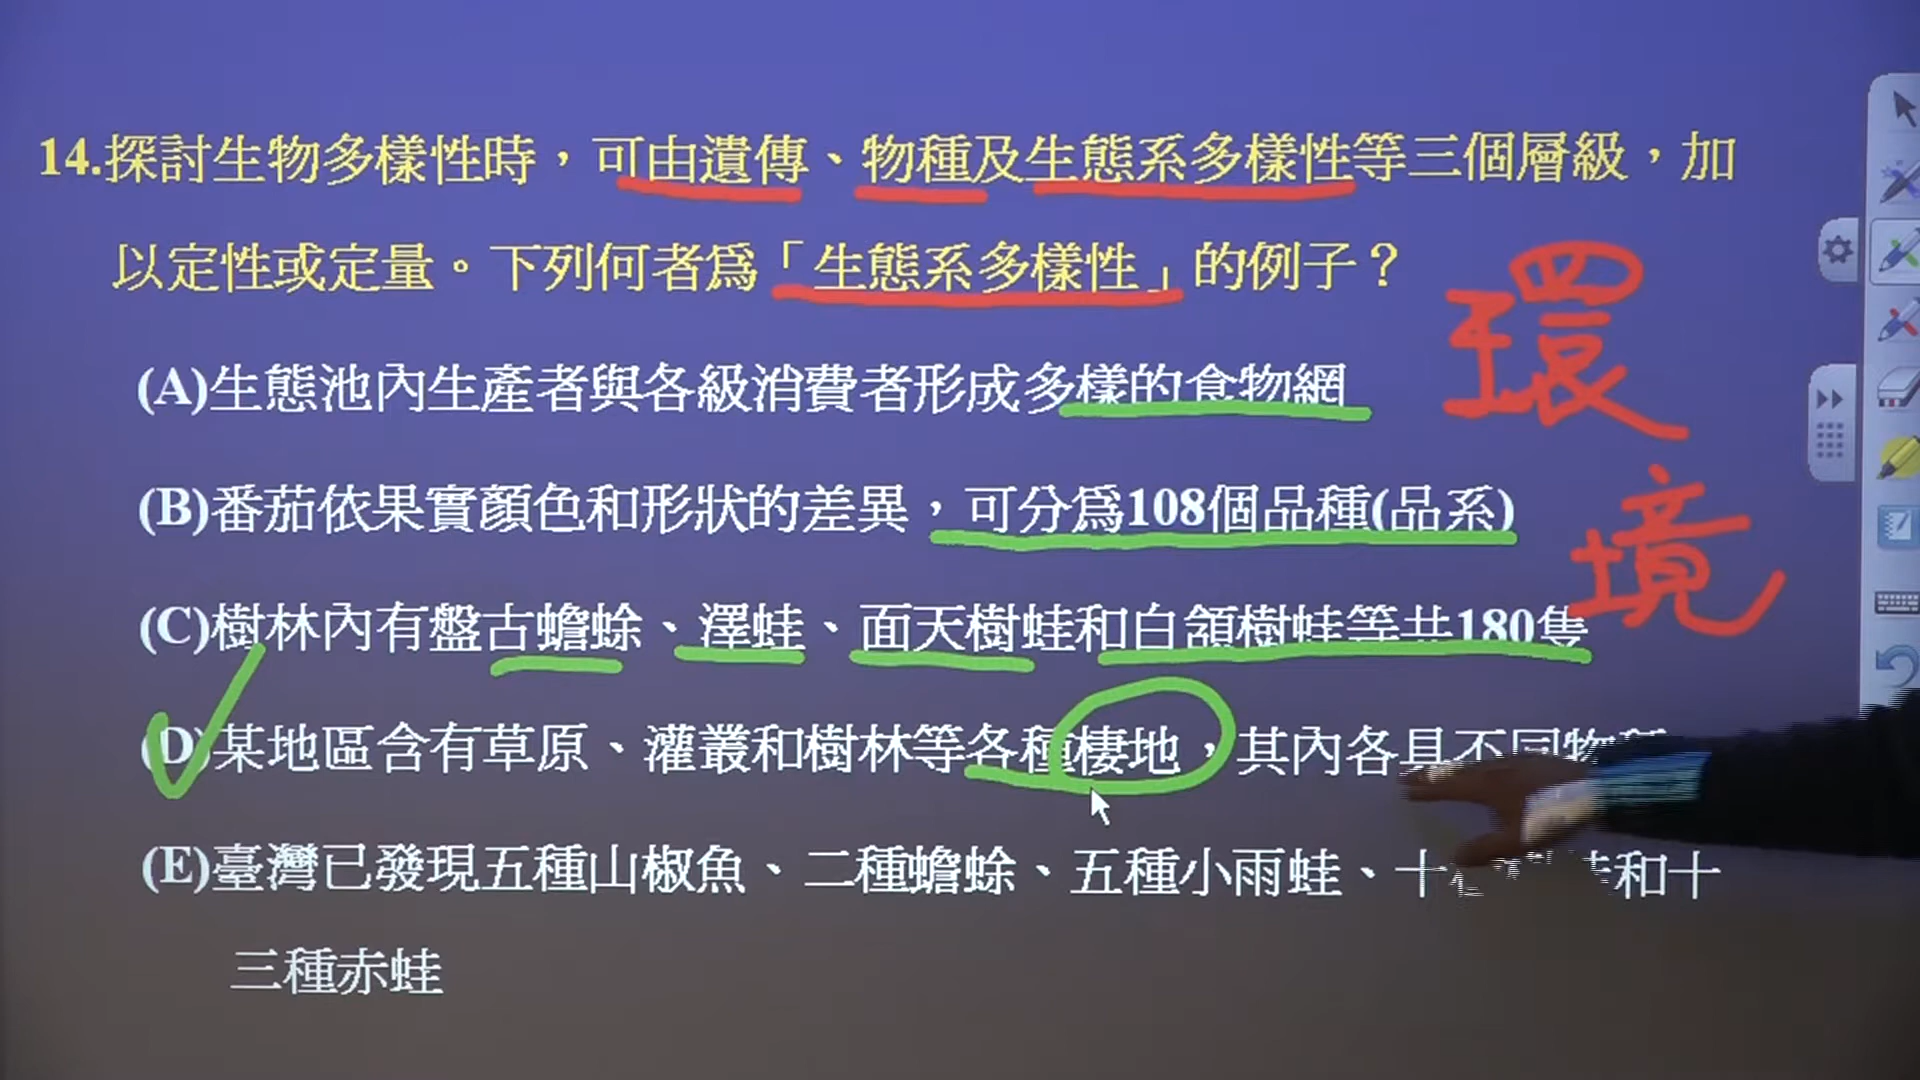 14.探討生物多樣性時，可由遺傳、物種及生態系多樣性等三個層級，加
以定性或定量。下列何者為「生態系多樣性」的例子？
(A)生態池內生產者與各級消費者形成多樣的食物網
(B)番茄依果實顏色和形狀的差異，可分為108個品種(品系)
(C)樹林內有盤古蟾蜍、澤蛙、面天樹蛙和白頷樹蛙等共180隻
(D)某地區含有草原、灌叢和樹林等各種棲地，其內各具不同物
(E)臺灣已發現五種山椒魚、二種蟾蜍、五種小雨蛙、十 和十
三種赤蛙
環
境